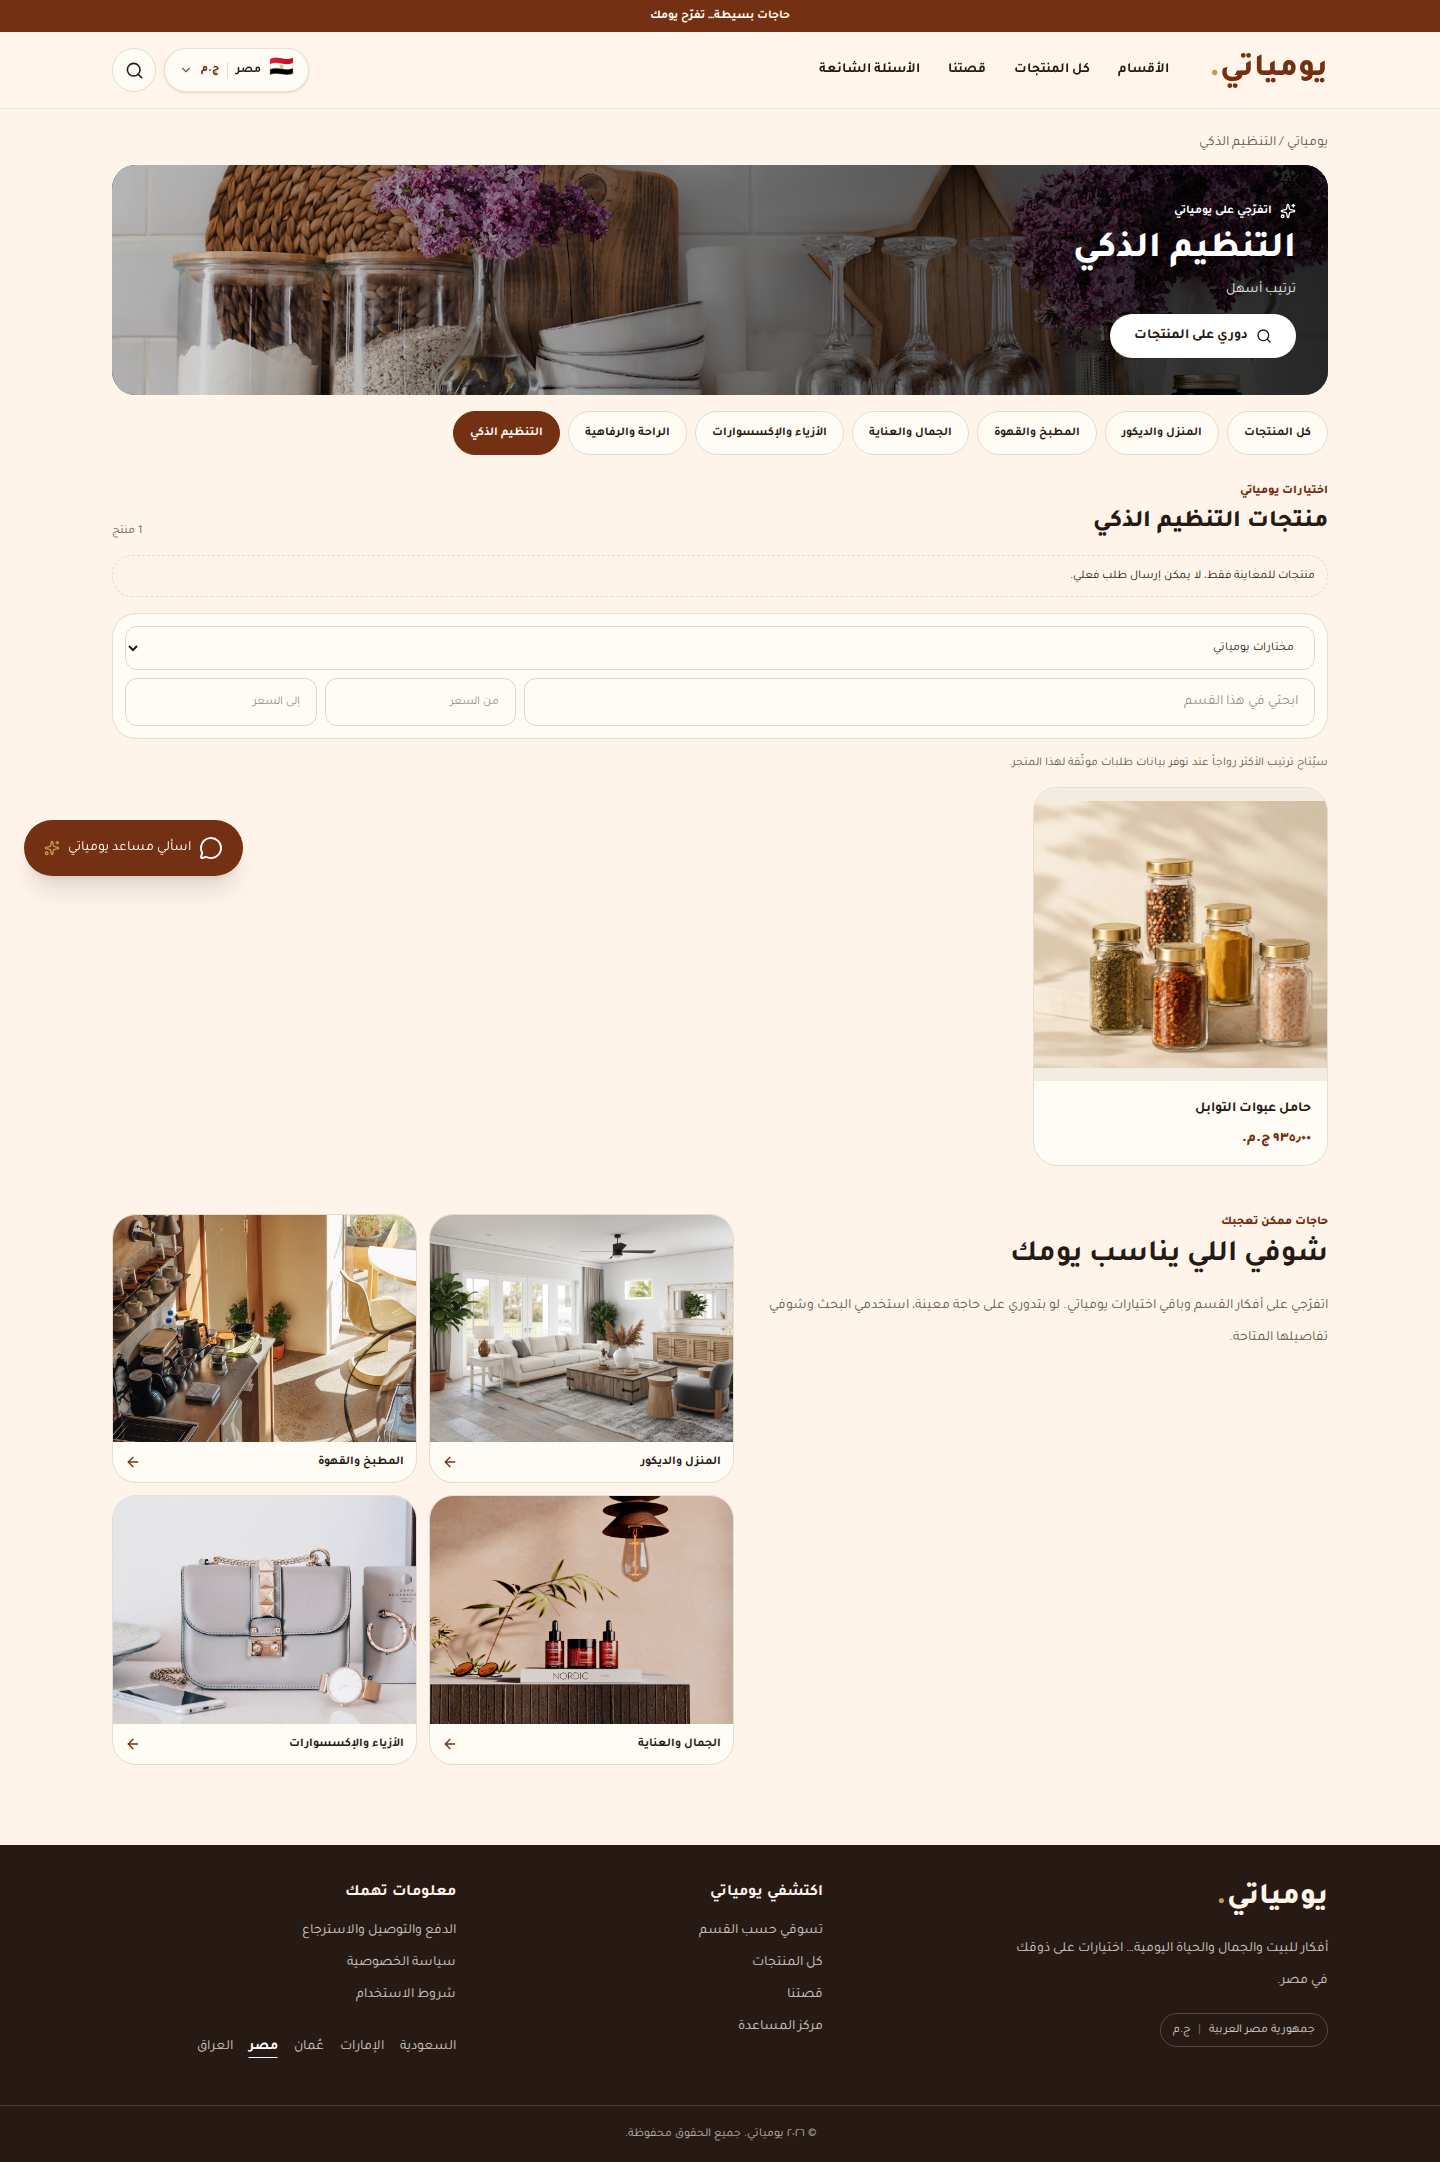 حاجات بسيطة… تفرّح يومك
يومياتي.
الأقسام
كل المنتجات
قصتنا
الأسئلة الشائعة
مصر
ج.م
يومياتي / التنظيم الذكي
اتفرّجي على يومياتي
التنظيم الذكي
ترتيب أسهل
دوري على المنتجات
كل المنتجات
المنزل والديكور
المطبخ والقهوة
الجمال والعناية
الأزياء والإكسسوارات
الراحة والرفاهية
التنظيم الذكي
اختيارات يومياتي
منتجات التنظيم الذكي
1 منتج
منتجات للمعاينة فقط، لا يمكن إرسال طلب فعلي.
مختارات يومياتي
ابحثي في هذا القسم
من السعر
إلى السعر
سيُتاح ترتيب الأكثر رواجاً عند توفر بيانات طلبات موثّقة لهذا المتجر.
اسألي مساعد يومياتي
حامل عبوات التوابل
٩٣٥٫٠٠ ج.م.
حاجات ممكن تعجبك
شوفي اللي يناسب يومك
اتفرّجي على أفكار القسم وباقي اختيارات يومياتي. لو بتدوري على حاجة معينة، استخدمي البحث وشوفي
تفاصيلها المتاحة.
المنزل والديكور
المطبخ والقهوة
NORDIC
الجمال والعناية
الأزياء والإكسسوارات
يومياتي.
أفكار للبيت والجمال والحياة اليومية… اختيارات على ذوقك
في مصر.
جمهورية مصر العربية | ج.م
اكتشفي يومياتي
تسوقي حسب القسم
كل المنتجات
قصتنا
مركز المساعدة
معلومات تهمك
الدفع والتوصيل والاسترجاع
سياسة الخصوصية
شروط الاستخدام
السعودية
الإمارات
عُمان
مصر
العراق
© ٢٠٢٦ يومياتي. جميع الحقوق محفوظة.